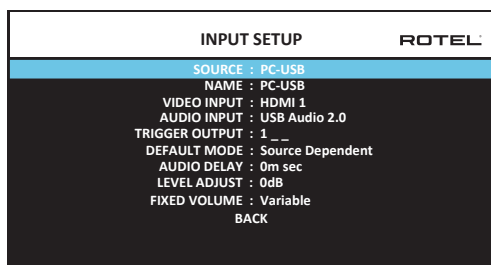 INPUT SETUP
ROTEL
SOURCE : PC-USB
NAME : PC-USB
VIDEO INPUT : HDMI 1
AUDIO INPUT : USB Audio 2.0
TRIGGER OUTPUT : 1 _ _
DEFAULT MODE : Source Dependent
AUDIO DELAY : 0m sec
LEVEL ADJUST : 0dB
FIXED VOLUME : Variable
BACK